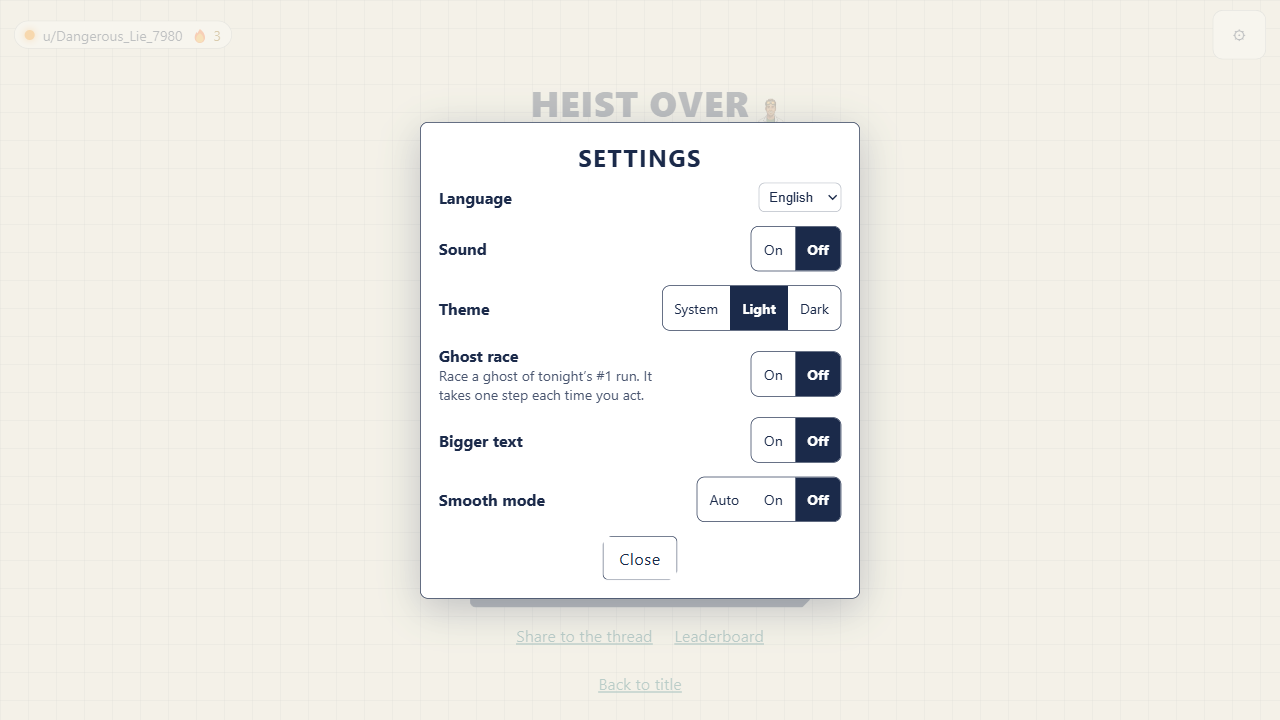 u/Dangerous_Lie_7980 🔥 3
⚙
HEIST OVER
SETTINGS
Language
English
Sound
On
Off
Theme
System
Light
Dark
Ghost race
Race a ghost of tonight's #1 run. It
takes one step each time you act.
On
Off
Bigger text
On
Off
Smooth mode
Auto
On
Off
Close
Share to the thread
Leaderboard
Back to title